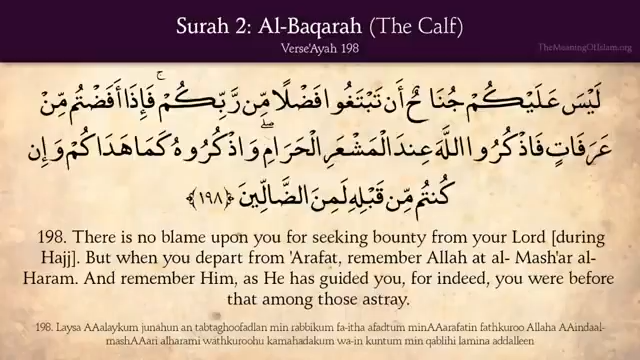 Surah 2: Al-Baqarah (The Calf)
Verse'Ayah 198
TheMeaningOfIslam.org
لَيْسَ عَلَيْكُمْ جُنَاحٌ أَن تَبْتَغُوا فَضْلًا مِّن رَّبِّكُمْ ۚ فَإِذَا أَفَضْتُم مِّنْ
عَرَفَاتٍ فَاذْكُرُوا اللَّهَ عِندَ الْمَشْعَرِ الْحَرَامِ ۖ وَاذْكُرُوهُ كَمَا هَدَاكُمْ وَإِن
كُنتُم مِّن قَبْلِهِ لَمِنَ الضَّالِّينَ ﴿١٩٨﴾
198. There is no blame upon you for seeking bounty from your Lord [during
Hajj]. But when you depart from 'Arafat, remember Allah at al- Mash'ar al-
Haram. And remember Him, as He has guided you, for indeed, you were before
that among those astray.
198. Laysa AAalaykum junahun an tabtaghoofadlan min rabbikum fa-itha afadtum minAAarafatin fathkuroo Allaha AAindaal-
mashAAari alharami wathkuroohu kamahadakum wa-in kuntum min qablihi lamina addalleen